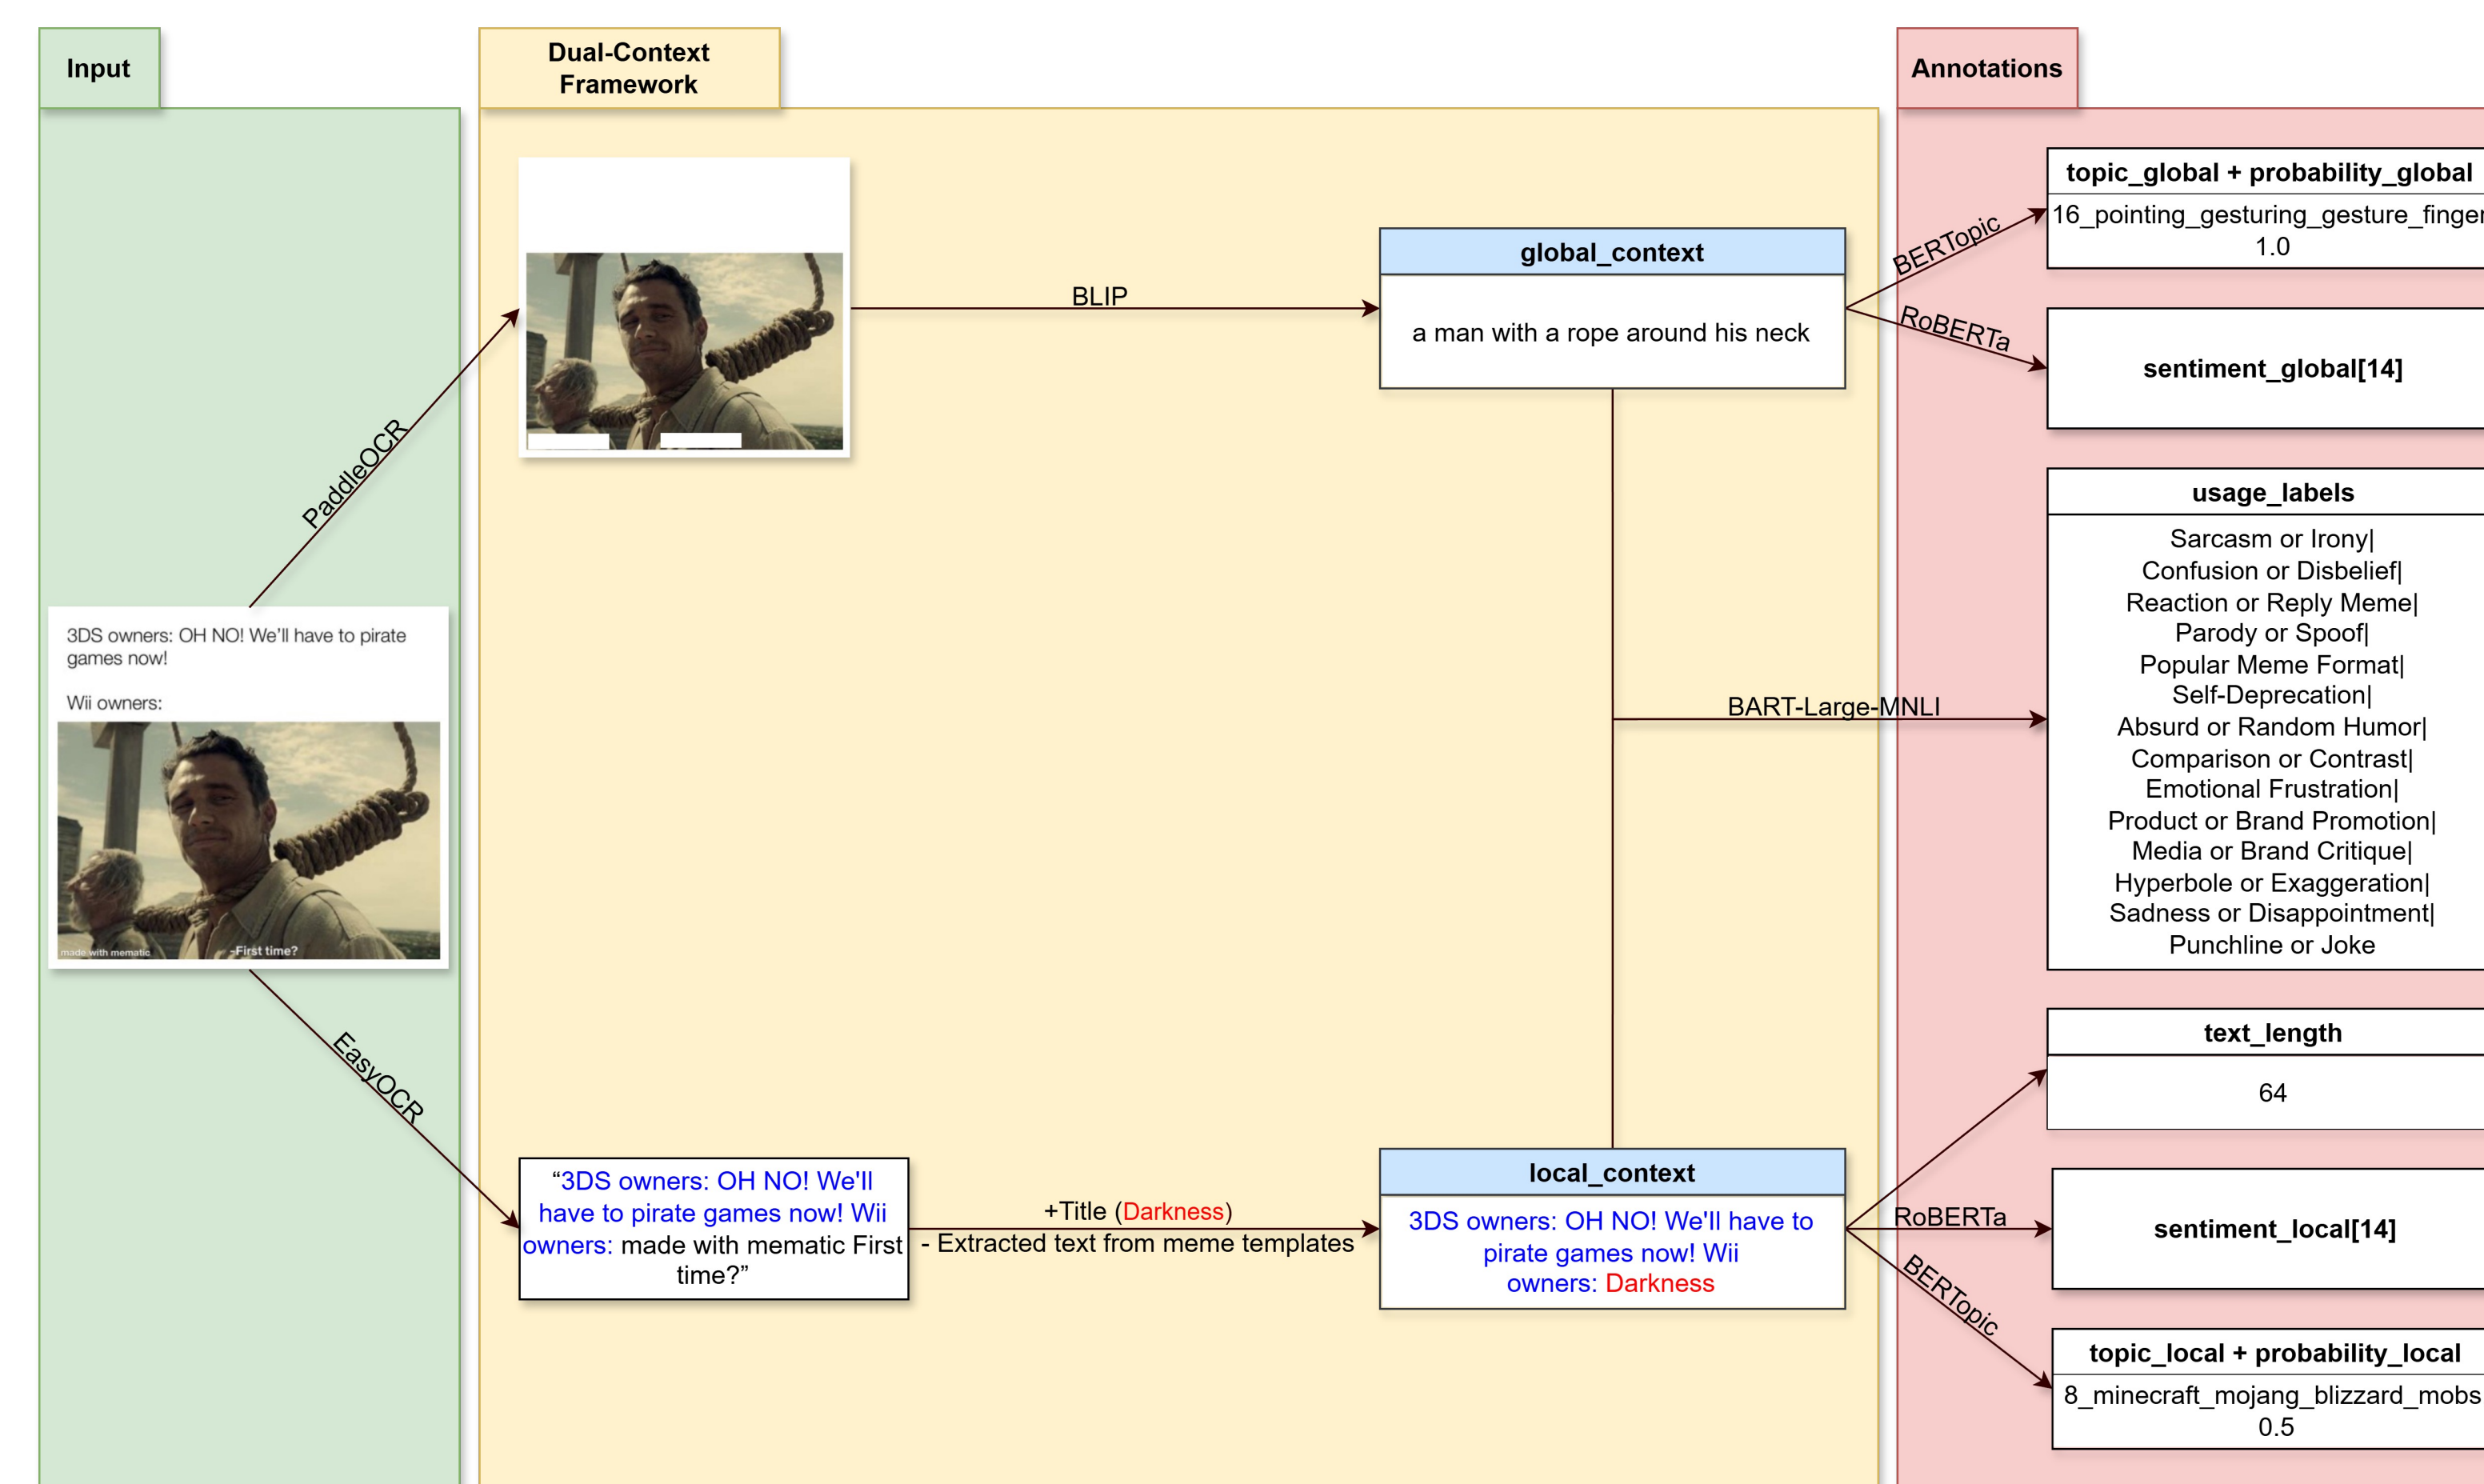 Input
Dual-Context
Framework
Annotations
PaddleOCR
3DS owners: OH NO! We'll have to pirate
games now!
Wii owners:
made with mematic
-First time?
EasyOCR
BLIP
global_context
a man with a rope around his neck
“3DS owners: OH NO! We'll
have to pirate games now! Wii
owners: made with mematic First
time?”
+Title (Darkness)
- Extracted text from meme templates
local_context
3DS owners: OH NO! We'll have to
pirate games now! Wii
owners: Darkness
BERTopic
RoBERTa
BART-Large-MNLI
RoBERTa
BERTopic
topic_global + probability_global
16_pointing_gesturing_gesture_finger
1.0
sentiment_global[14]
usage_labels
Sarcasm or Irony|
Confusion or Disbelief|
Reaction or Reply Meme|
Parody or Spoof|
Popular Meme Format|
Self-Deprecation|
Absurd or Random Humor|
Comparison or Contrast|
Emotional Frustration|
Product or Brand Promotion|
Media or Brand Critique|
Hyperbole or Exaggeration|
Sadness or Disappointment|
Punchline or Joke
text_length
64
sentiment_local[14]
topic_local + probability_local
8_minecraft_mojang_blizzard_mobs
0.5